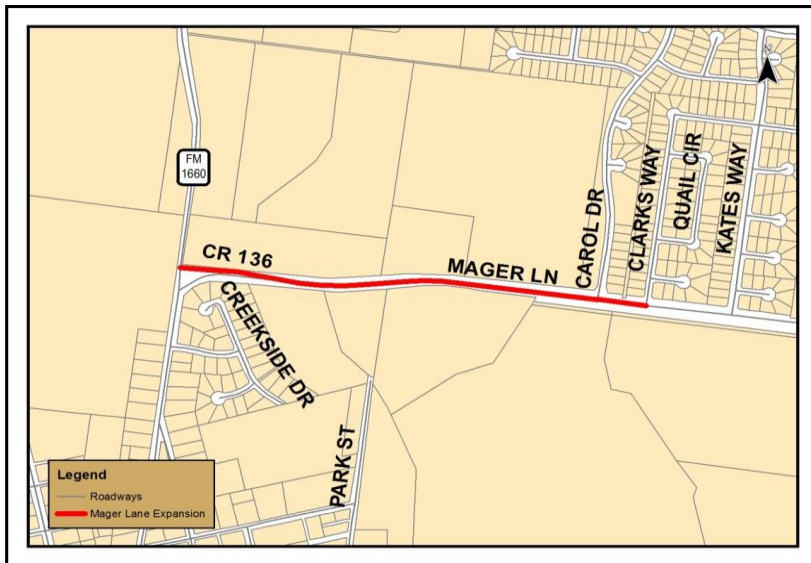 N
FM
1660
CR 136
MAGER LN
CAROL DR
CLARKS WAY
QUAIL CIR
KATES WAY
CREEKSIDE DR
PARK ST
Legend
Roadways
Mager Lane Expansion